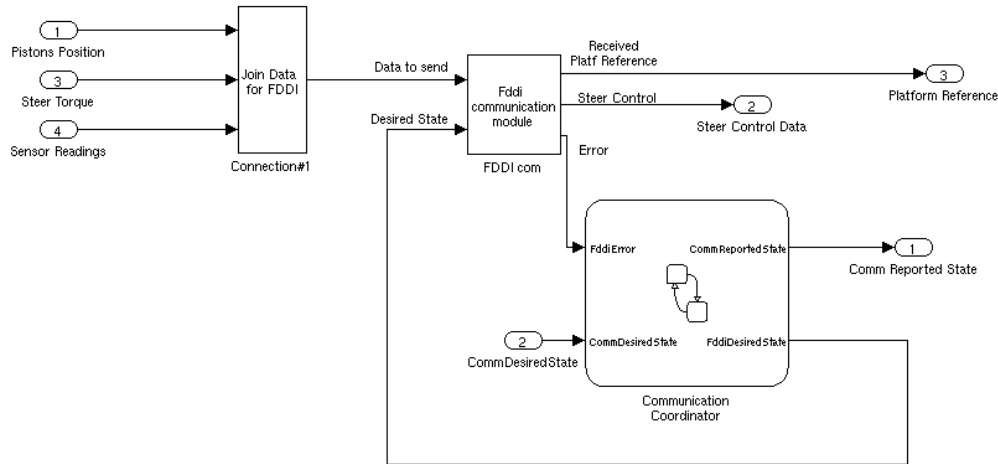 1
Pistons Position
3
Steer Torque
4
Sensor Readings
Join Data
for FDDI
Connection#1
Data to send
Desired State
Fddi
communication
module
FDDI com
Received
Platf Reference
Steer Control
Error
3
Platform Reference
2
Steer Control Data
FddiError
CommReportedState
CommDesiredState
FddiDesiredState
Communication
Coordinator
1
Comm Reported State
2
CommDesiredState